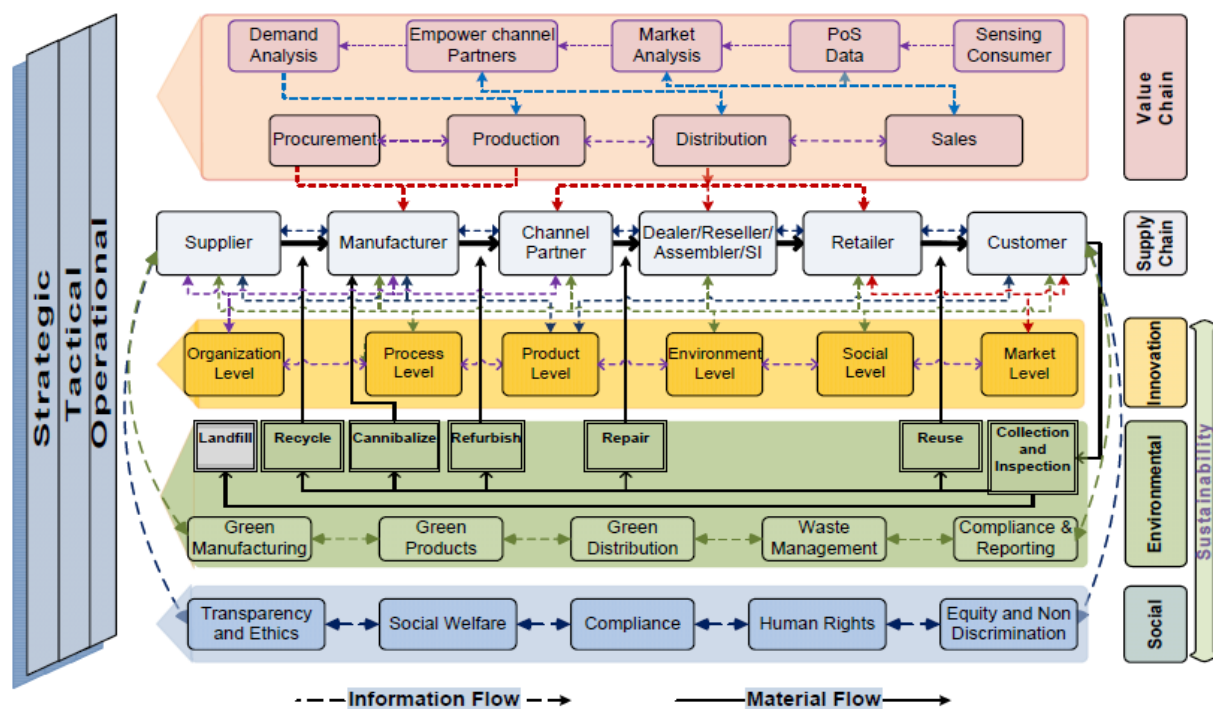 Strategic
Tactical
Operational
Demand
Analysis
Empower channel
Partners
Market
Analysis
PoS
Data
Sensing
Consumer
Procurement
Production
Distribution
Sales
Value
Chain
Supplier
Manufacturer
Channel
Partner
Dealer/Reseller/
Assembler/SI
Retailer
Customer
Supply
Chain
Organization
Level
Process
Level
Product
Level
Environment
Level
Social
Level
Market
Level
Innovation
Landfill
Recycle
Cannibalize
Refurbish
Repair
Reuse
Collection
and
Inspection
Green
Manufacturing
Green
Products
Green
Distribution
Waste
Management
Compliance &
Reporting
Environmental
Sustainability
Transparency
and Ethics
Social Welfare
Compliance
Human Rights
Equity and Non
Discrimination
Social
Information Flow
Material Flow